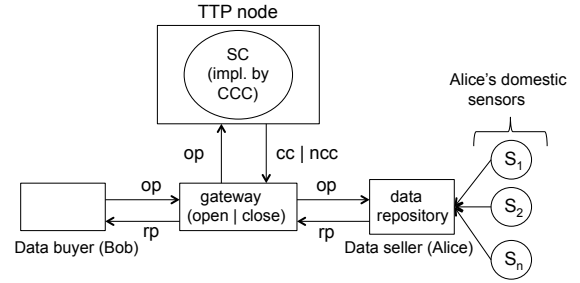 TTP node
SC
(impl. by
CCC)
Alice's domestic
sensors
op
cc | ncc
S1
op
gateway
(open | close)
op
data
repository
S2
rp
rp
Data buyer (Bob)
Data seller (Alice)
Sn